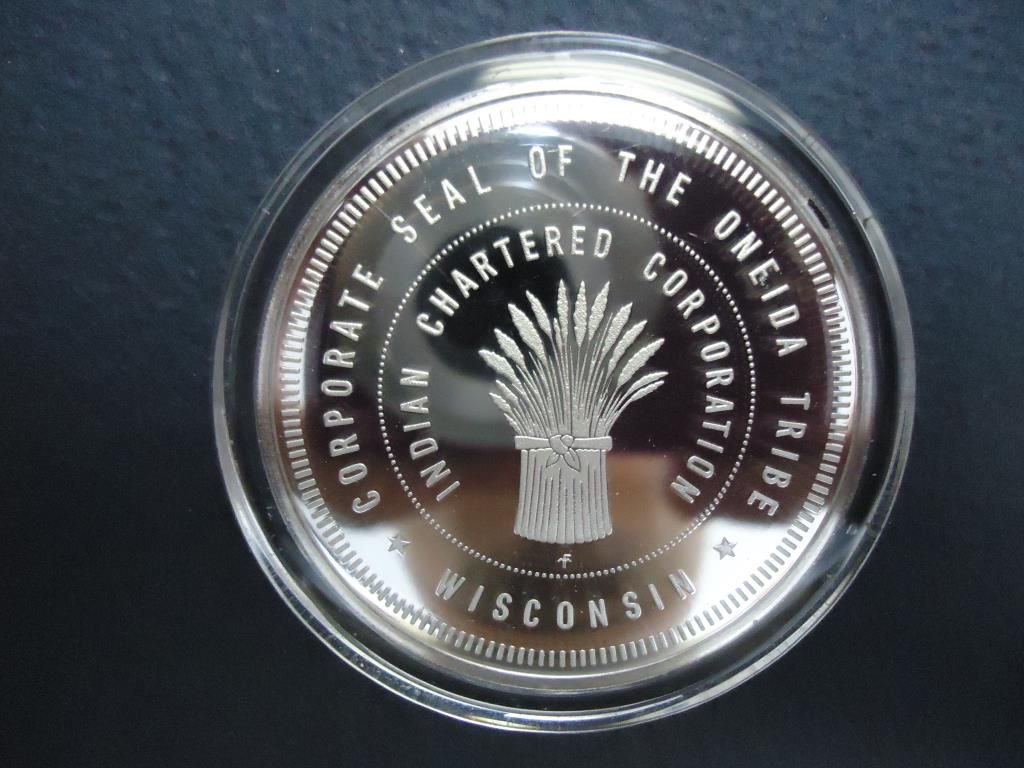 CORPORATE SEAL OF THE ONEIDA TRIBE
WISCONSIN
INDIAN CHARTERED CORPORATION